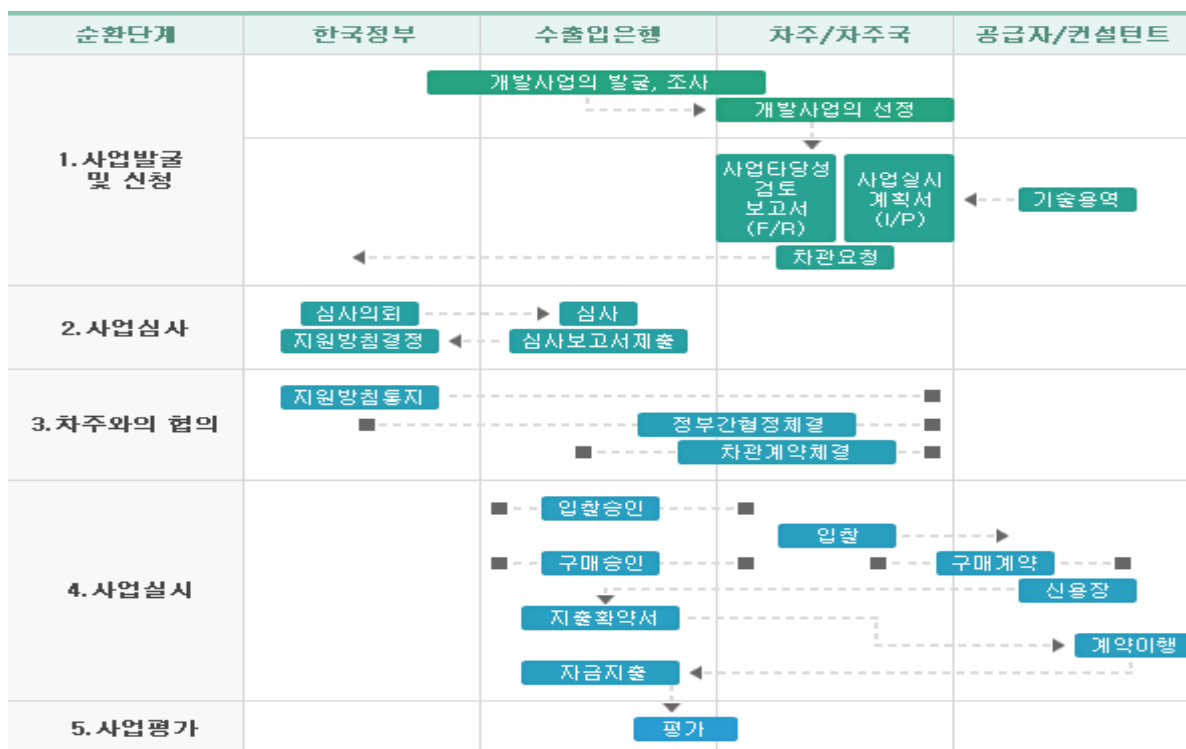 순환단계 한국정부 수출입은행 차주/차주국 공급자/컨설턴트
개발사업의 발굴, 조사
개발사업의 선정
1.사업발굴
및 신청
사업타당성
검토
보고서
(F/R)
사업실시
계획서
(I/P)
기술용역
차관요청
2.사업심사
심사의뢰 심사
지원방침결정 심사보고서제출
3.차주와의 협의
지원방침통지
정부간협정체결
차관계약체결
4.사업실시
입찰승인
입찰
구매승인 구매계약
신용장
지출확약서
계약이행
자금지출
5.사업평가 평가